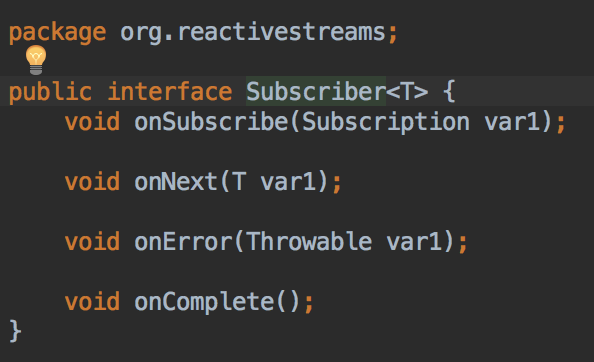 package org.reactivestreams;
public interface Subscriber<T> {
void onSubscribe(Subscription var1);
void onNext(T var1);
void onError(Throwable var1);
void onComplete();
}